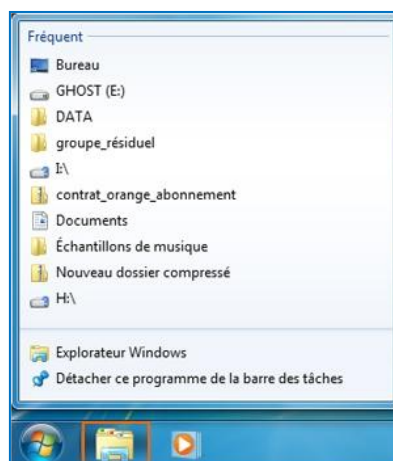 Fréquent
Bureau
GHOST (E:)
DATA
groupe_résiduel
I:\
contrat_orange_abonnement
Documents
Échantillons de musique
Nouveau dossier compressé
H:\
Explorateur Windows
Détacher ce programme de la barre des tâches